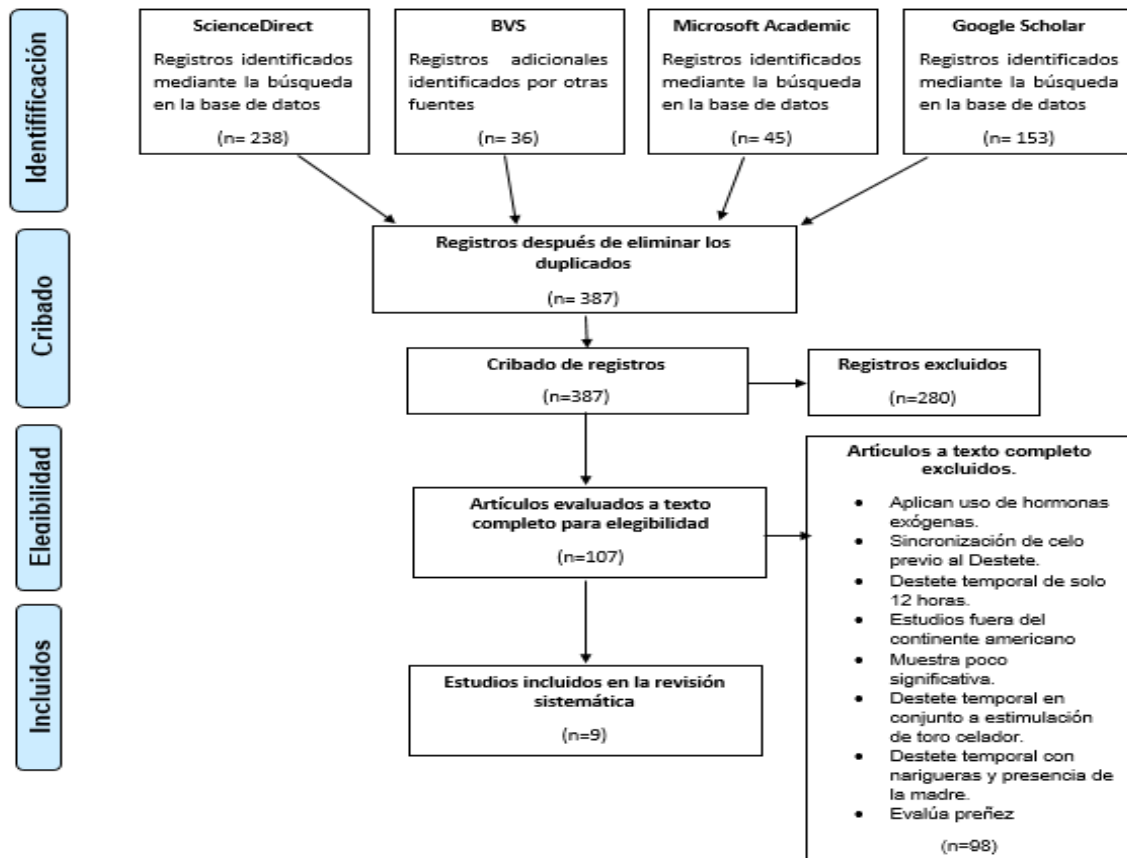 Identifificación
ScienceDirect
Registros identificados
mediante la búsqueda
en la base de datos
(n= 238)
BVS
Registros adicionales
identificados por otras
fuentes
(n= 36)
Microsoft Academic
Registros identificados
mediante la búsqueda
en la base de datos
(n= 45)
Google Scholar
Registros identificados
mediante la búsqueda
en la base de datos
(n= 153)
Cribado
Registros después de eliminar los
duplicados
(n= 387)
Cribado de registros
(n=387)
Registros excluidos
(n=280)
Elegibilidad
Artículos evaluados a texto
completo para elegibilidad
(n=107)
Artículos a texto completo
excluidos.
• Aplican uso de hormonas
exógenas.
• Sincronización de celo
previo al Destete.
• Destete temporal de solo
12 horas.
• Estudios fuera del
continente americano
• Muestra poco
significativa.
• Destete temporal en
conjunto a estimulación
de toro celador.
• Destete temporal con
narigueras y presencia de
la madre.
• Evalúa preñez
(n=98)
Incluidos
Estudios incluidos en la revisión
sistemática
(n=9)